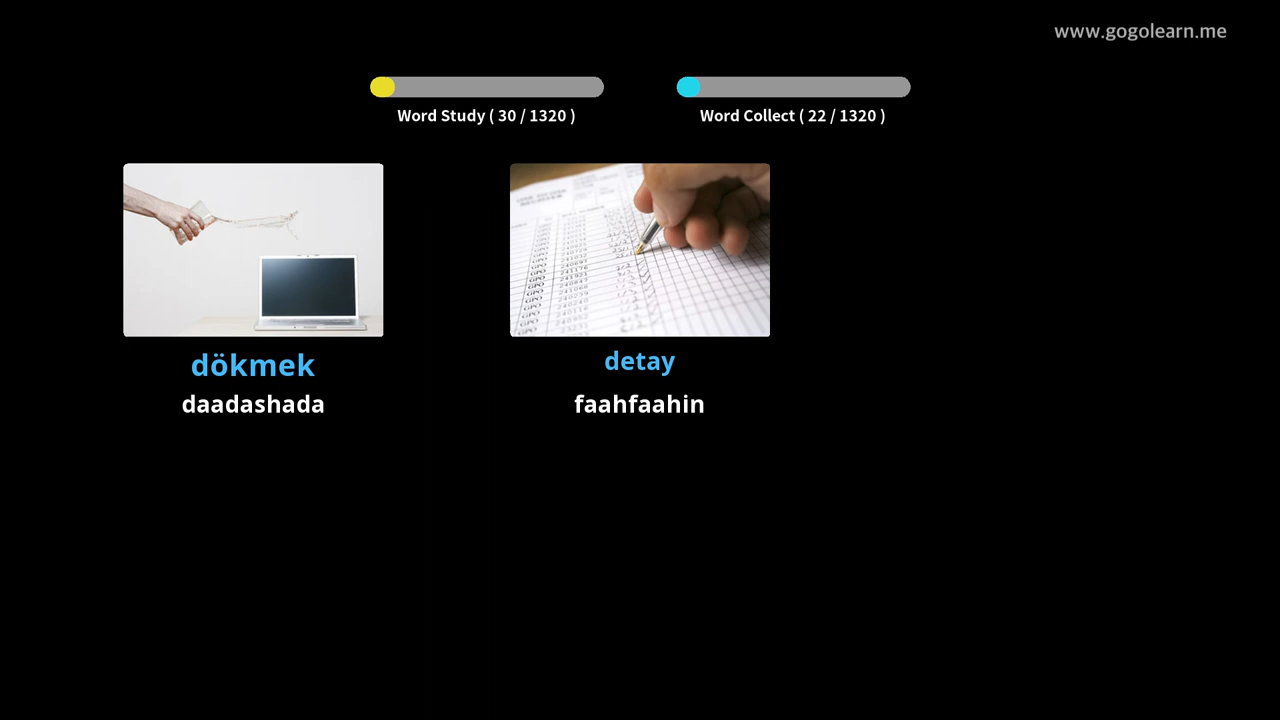 www.gogolearn.me
Word Study ( 30 / 1320 )
Word Collect ( 22 / 1320 )
dökmek
daadashada
detay
faahfaahin